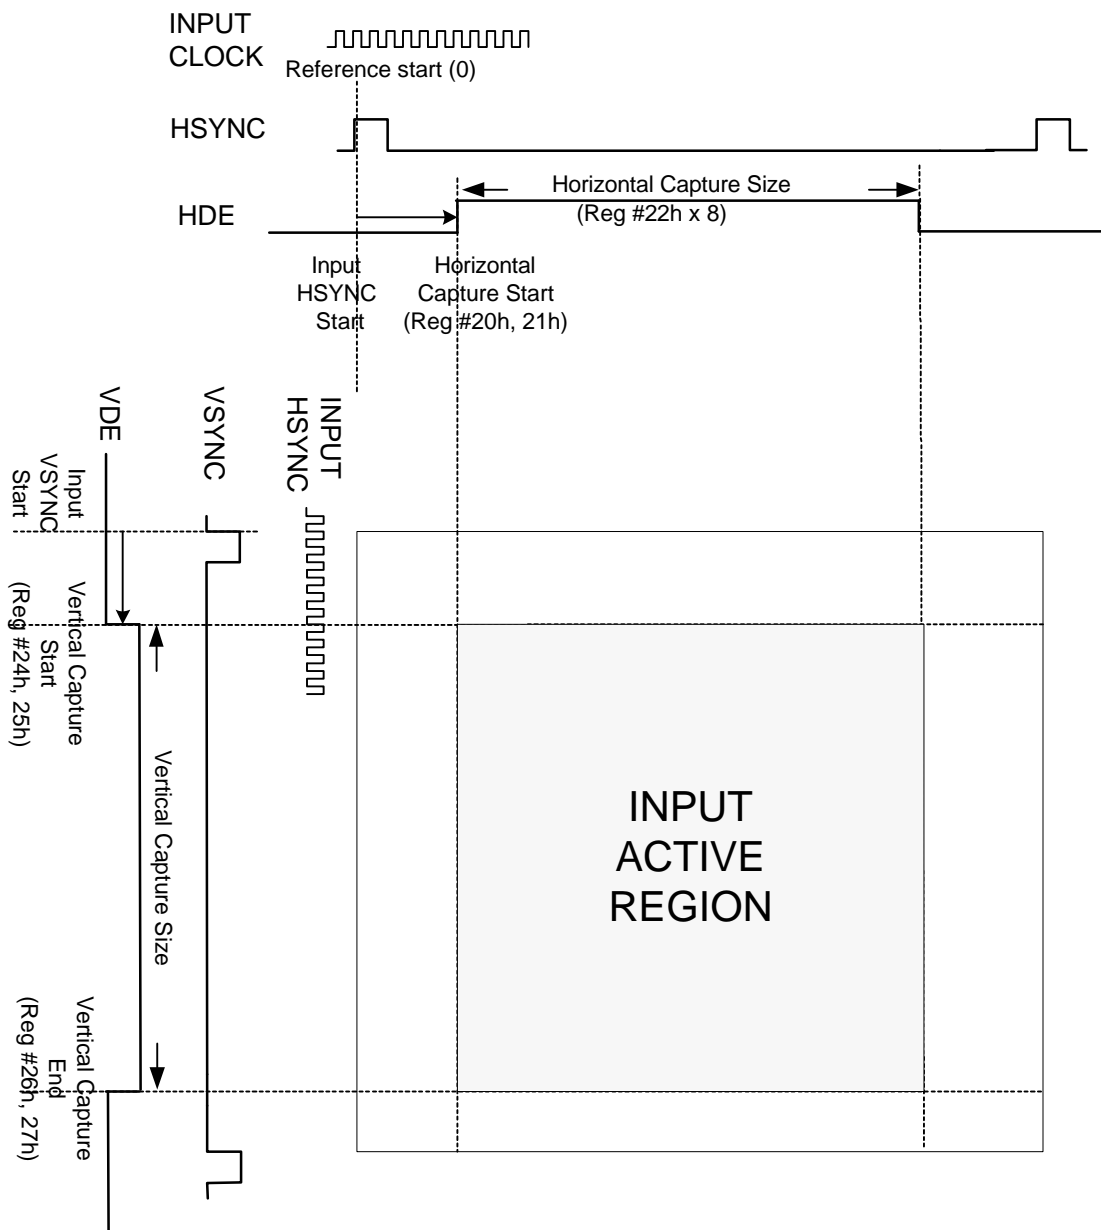 INPUT
CLOCK
Reference start (0)
HSYNC
Horizontal Capture Size
(Reg #22h x 8)
HDE
Input
HSYNC
Start
Horizontal
Capture Start
(Reg #20h, 21h)
VDE
VSYNC
INPUT
HSYNC
Input
VSYNC
Start
Vertical Capture
Start
(Reg #24h, 25h)
Vertical Capture Size
INPUT
ACTIVE
REGION
Vertical Capture
End
(Reg #26h, 27h)